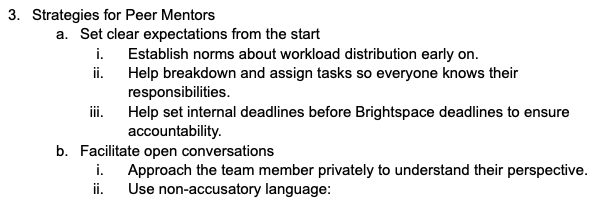 3. Strategies for Peer Mentors
a. Set clear expectations from the start
i. Establish norms about workload distribution early on.
ii. Help breakdown and assign tasks so everyone knows their
responsibilities.
iii. Help set internal deadlines before Brightspace deadlines to ensure
accountability.
b. Facilitate open conversations
i. Approach the team member privately to understand their perspective.
ii. Use non-accusatory language: